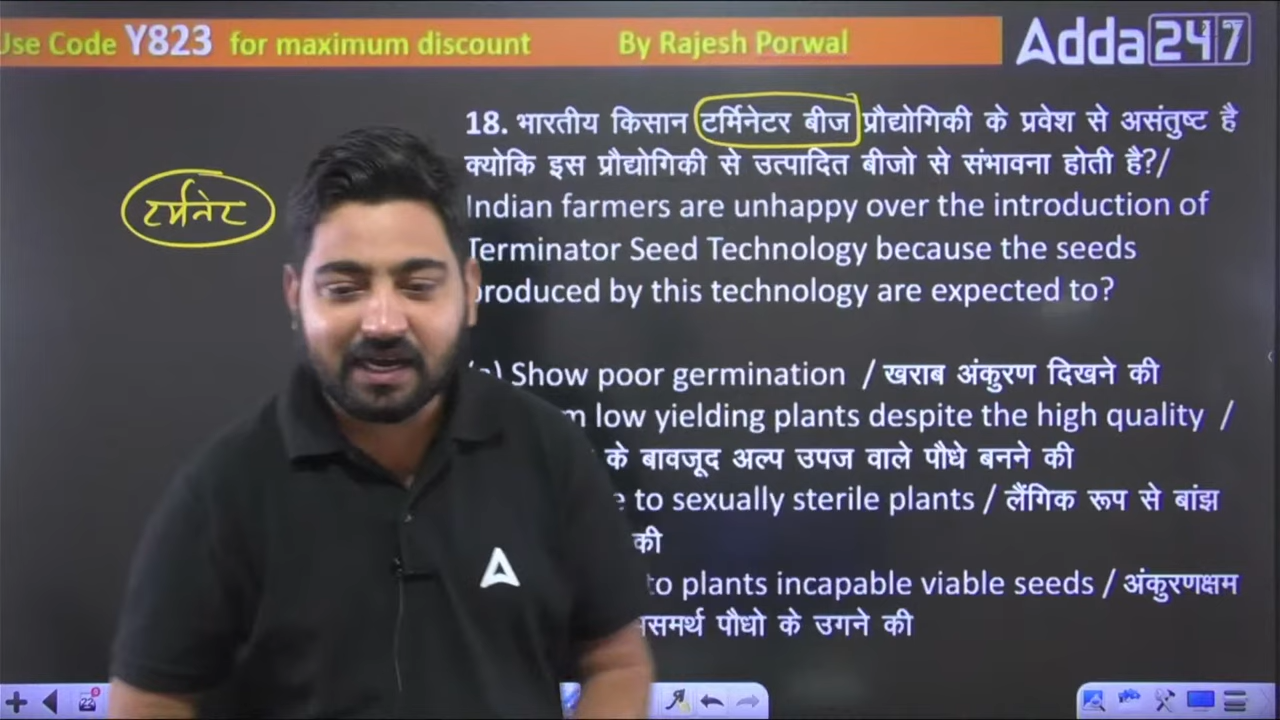 Use Code Y823 for maximum discount By Rajesh Porwal
Adda247
18. भारतीय किसान टर्मिनेटर बीज प्रौद्योगिकी के प्रवेश से असंतुष्ट है
क्योकि इस प्रौद्योगिकी से उत्पादित बीजो से संभावना होती है?/
Indian farmers are unhappy over the introduction of
Terminator Seed Technology because the seeds
produced by this technology are expected to?
टर्मिनेट
Show poor germination / खराब अंकुरण दिखने की
low yielding plants despite the high quality /
के बावजूद अल्प उपज वाले पौधे बनने की
to sexually sterile plants / लैंगिक रूप से बांझ
की
to plants incapable viable seeds / अंकुरणक्षम
पौधो के उगने की